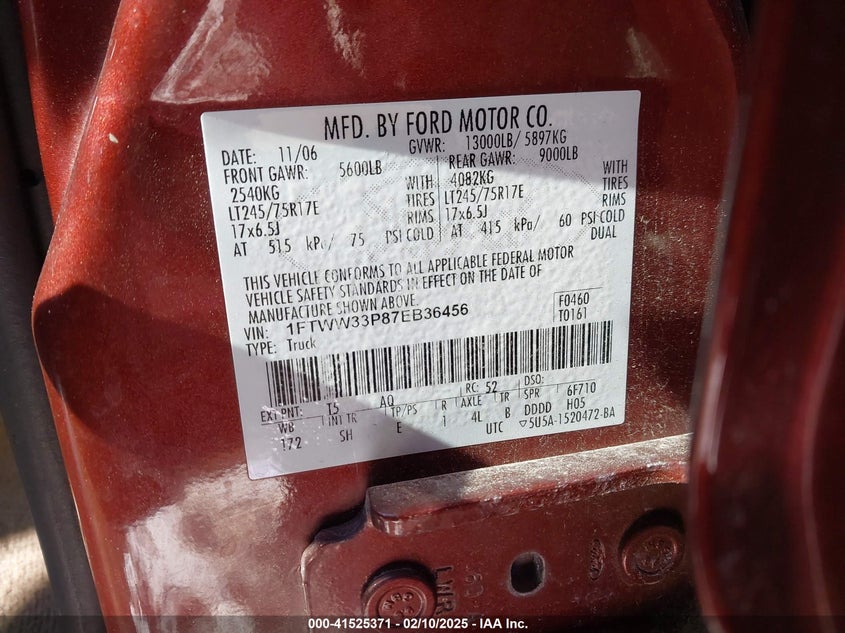 MFD. BY FORD MOTOR CO.
DATE: 11/06 GVWR: 13000LB/ 5897KG
FRONT GAWR: 5600LB REAR GAWR: 9000LB
2540KG WITH 4082KG WITH
LT245/75R17E TIRES LT245/75R17E TIRES
17x6.5J RIMS 17x6.5J RIMS
AT 515 kPa/ 75 PSI COLD AT 415 kPa/ 60 PSI COLD
DUAL
THIS VEHICLE CONFORMS TO ALL APPLICABLE FEDERAL MOTOR
VEHICLE SAFETY STANDARDS IN EFFECT ON THE DATE OF
MANUFACTURE SHOWN ABOVE.
VIN: 1FTWW33P87EB36456 F0460
TYPE: Truck T0161
EXT PNT: T5 AQ RC: 52 DSO:
WB INT TR TP/PS R AXLE TR SPR 6F710
172 SH E 1 4L B DDDD H05
UTC ▽5U5A-1520472-BA
LWR
000-41525371 - 02/10/2025 - IAA Inc.